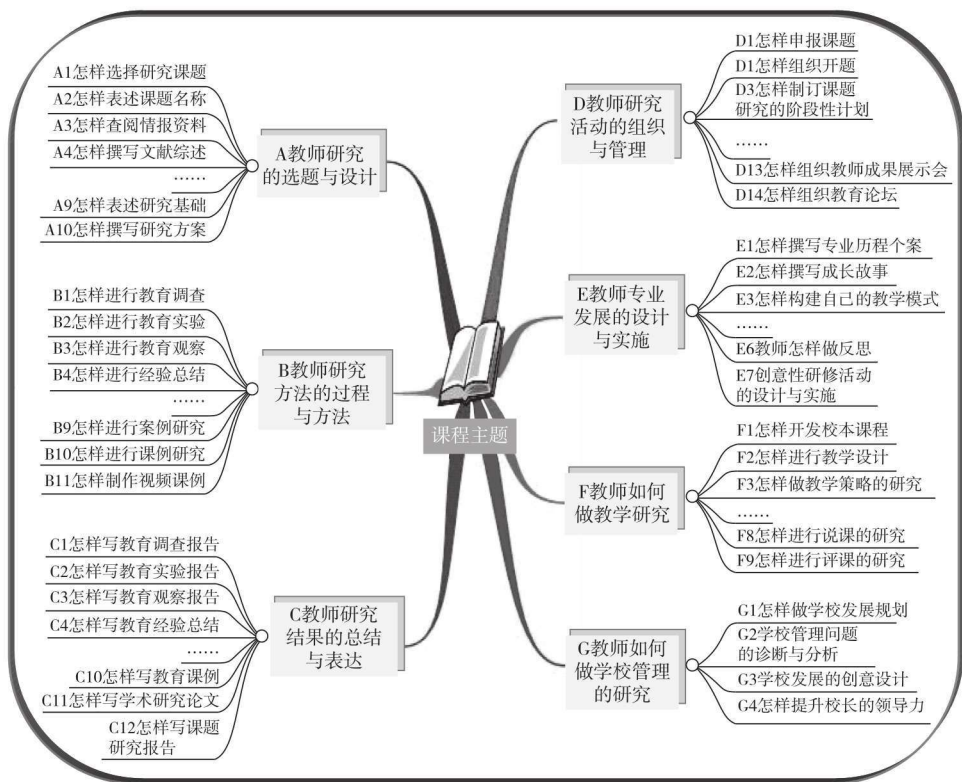 A1怎样选择研究课题
A2怎样表述课题名称
A3怎样查阅情报资料
A4怎样撰写文献综述
……
A9怎样表述研究基础
A10怎样撰写研究方案
A教师研究
的选题与设计
B1怎样进行教育调查
B2怎样进行教育实验
B3怎样进行教育观察
B4怎样进行经验总结
……
B9怎样进行案例研究
B10怎样进行课例研究
B11怎样制作视频课例
B教师研究
方法的过程
与方法
C1怎样写教育调查报告
C2怎样写教育实验报告
C3怎样写教育观察报告
C4怎样写教育经验总结
……
C10怎样写教育课例
C11怎样写学术研究论文
C12怎样写课题
研究报告
C教师研究
结果的总结
与表达
课程主题
D教师研究
活动的组织
与管理
D1怎样申报课题
D1怎样组织开题
D3怎样制订课题
研究的阶段性计划
……
D13怎样组织教师成果展示会
D14怎样组织教育论坛
E教师专业
发展的设计
与实施
E1怎样撰写专业历程个案
E2怎样撰写成长故事
E3怎样构建自己的教学模式
……
E6教师怎样做反思
E7创意性研修活动
的设计与实施
F教师如何
做教学研究
F1怎样开发校本课程
F2怎样进行教学设计
F3怎样做教学策略的研究
……
F8怎样进行说课的研究
F9怎样进行评课的研究
G教师如何
做学校管理
的研究
G1怎样做学校发展规划
G2学校管理问题
的诊断与分析
G3学校发展的创意设计
G4怎样提升校长的领导力